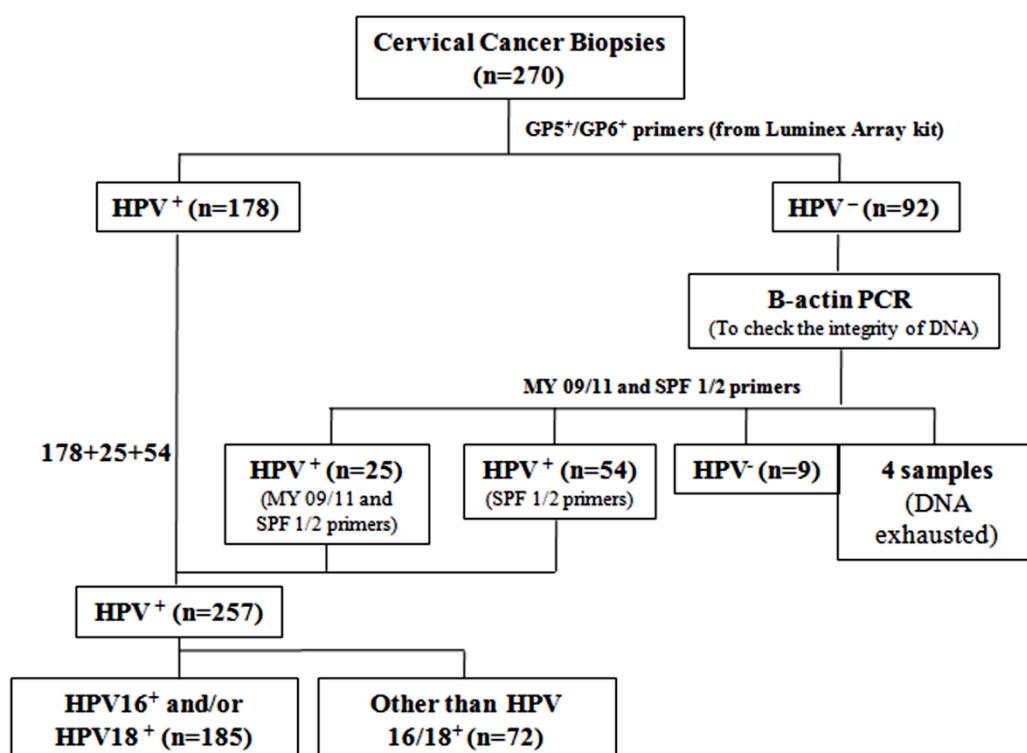 Cervical Cancer Biopsies
(n=270)
GP5⁺/GP6⁺ primers (from Luminex Array kit)
HPV⁺ (n=178)
HPV⁻ (n=92)
B-actin PCR
(To check the integrity of DNA)
MY 09/11 and SPF 1/2 primers
178+25+54
HPV⁺ (n=25)
(MY 09/11 and
SPF 1/2 primers)
HPV⁺ (n=54)
(SPF 1/2 primers)
HPV⁻ (n=9)
4 samples
(DNA
exhausted)
HPV⁺ (n=257)
HPV16⁺ and/or
HPV18⁺ (n=185)
Other than HPV
16/18⁺ (n=72)